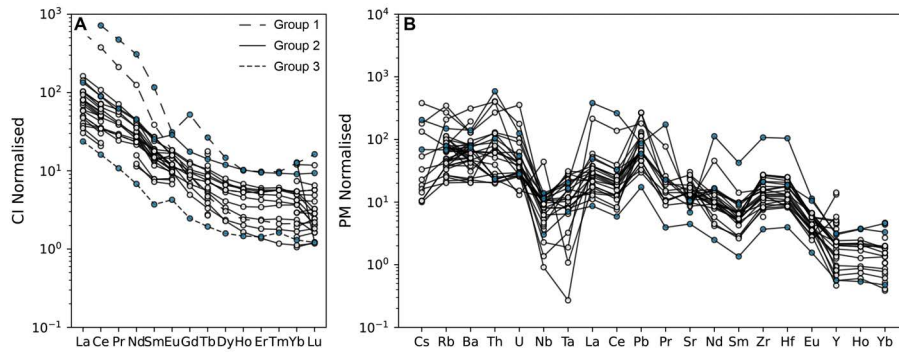 A
Group 1
Group 2
Group 3
CI Normalised
10³
10²
10¹
10⁰
10⁻¹
La Ce Pr Nd Sm Eu Gd Tb Dy Ho Er Tm Yb Lu
B
PM Normalised
10⁴
10³
10²
10¹
10⁰
10⁻¹
Cs Rb Ba Th U Nb Ta La Ce Pb Pr Sr Nd Sm Zr Hf Eu Y Ho Yb